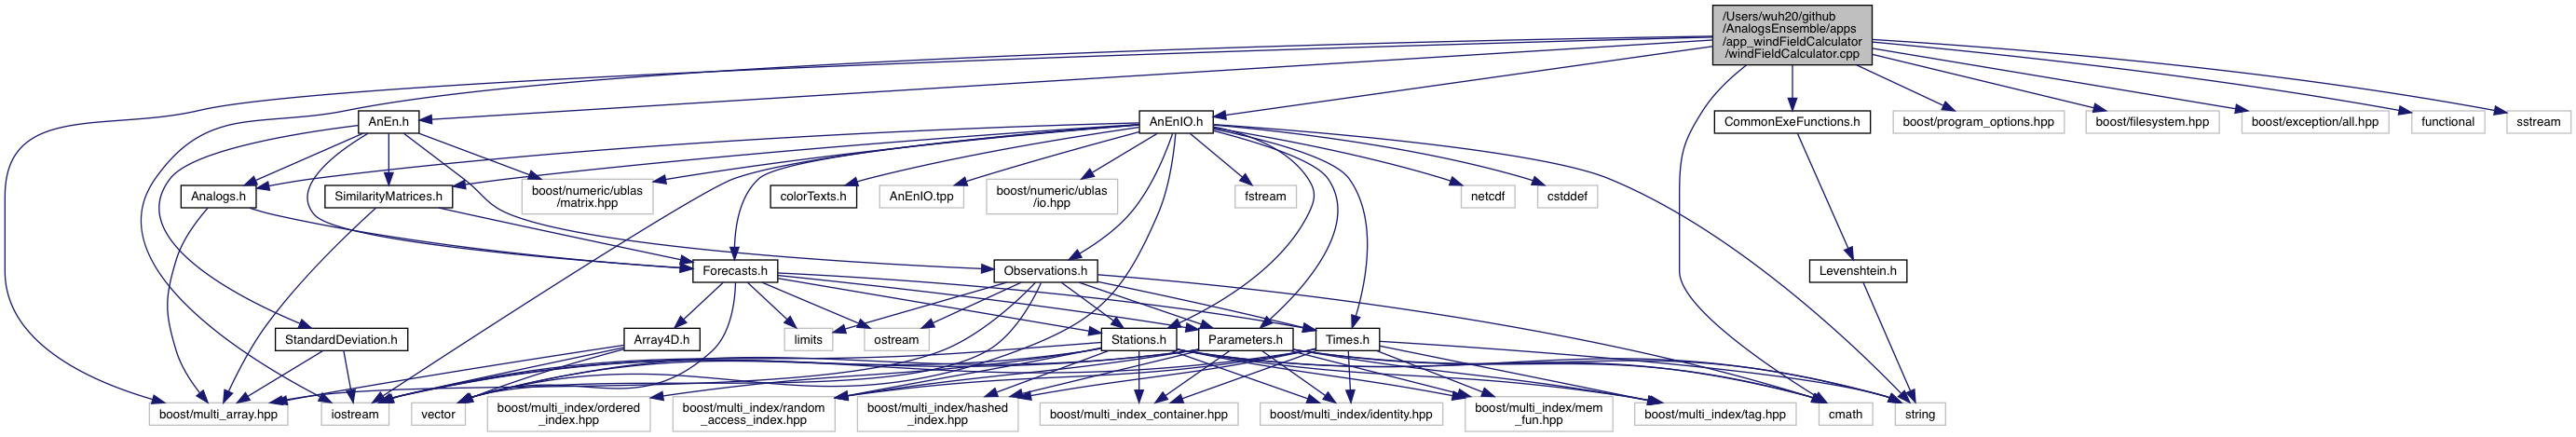 /Users/wuh20/github
/AnalogsEnsemble/apps
/app_windFieldCalculator
/windFieldCalculator.cpp
AnEn.h
AnEnIO.h
CommonExeFunctions.h
boost/program_options.hpp
boost/filesystem.hpp
boost/exception/all.hpp
functional
sstream
Analogs.h
SimilarityMatrices.h
boost/numeric/ublas
/matrix.hpp
colorTexts.h
AnEnIO.tpp
boost/numeric/ublas
/io.hpp
fstream
netcdf
cstddef
Forecasts.h
Observations.h
Levenshtein.h
StandardDeviation.h
Array4D.h
limits
ostream
Stations.h
Parameters.h
Times.h
boost/multi_array.hpp
iostream
vector
boost/multi_index/ordered
_index.hpp
boost/multi_index/random
_access_index.hpp
boost/multi_index/hashed
_index.hpp
boost/multi_index_container.hpp
boost/multi_index/identity.hpp
boost/multi_index/mem
_fun.hpp
boost/multi_index/tag.hpp
cmath
string